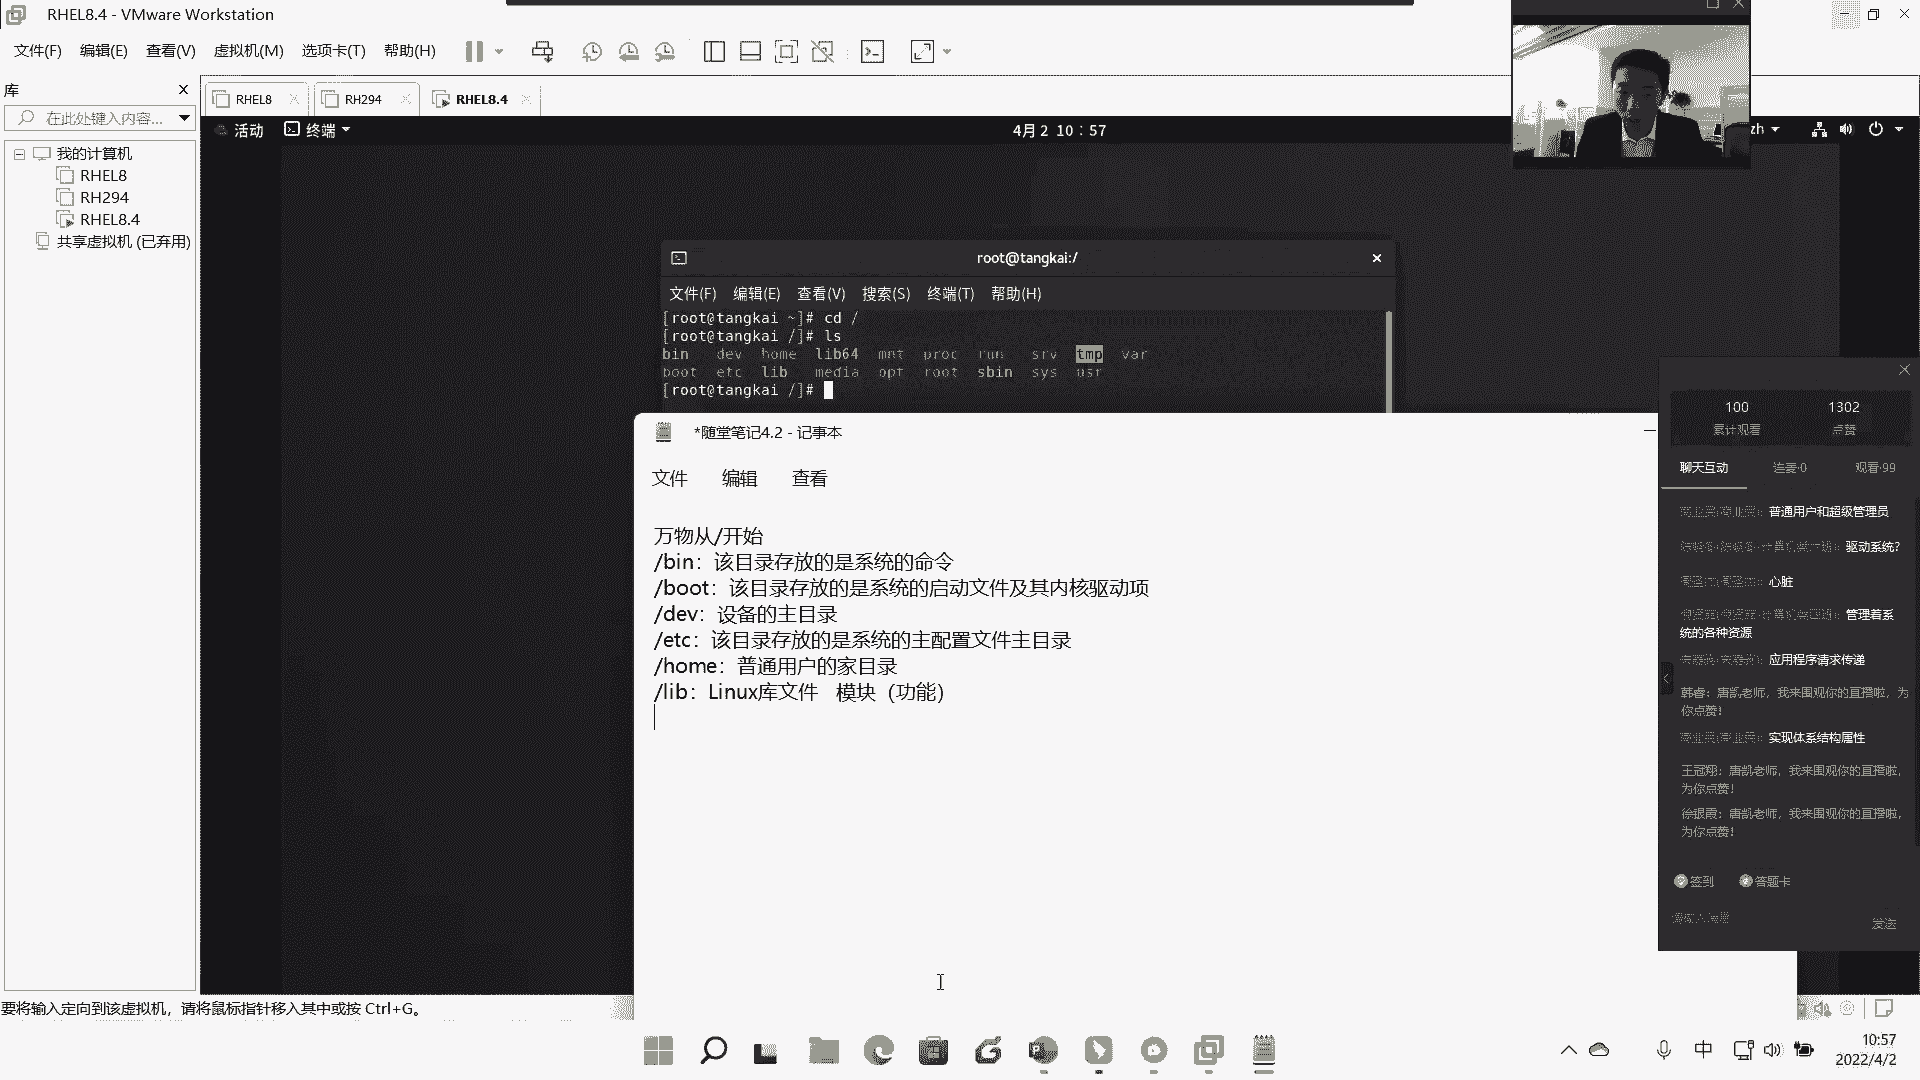 RHEL8.4 - VMware Workstation
文件(F) 编辑(E) 查看(V) 虚拟机(M) 选项卡(T) 帮助(H)
库
在此处键入内容...
我的计算机
RHEL8
RH294
RHEL8.4
共享虚拟机 (已弃用)
RHEL8 RH294 RHEL8.4
活动 终端 4月 2 10：57 zh
root@tangkai:/
文件(F) 编辑(E) 查看(V) 搜索(S) 终端(T) 帮助(H)
[root@tangkai ~]# cd /
[root@tangkai /]# ls
bin dev home lib64 mnt proc run srv tmp var
boot etc lib media opt root sbin sys usr
[root@tangkai /]#
*随堂笔记4.2 - 记事本
文件 编辑 查看
万物从/开始
/bin：该目录存放的是系统的命令
/boot：该目录存放的是系统的启动文件及其内核驱动项
/dev：设备的主目录
/etc：该目录存放的是系统的主配置文件主目录
/home：普通用户的家目录
/lib：Linux库文件 模块（功能）
100 1302
累计观看 点赞
聊天互动 连麦·0 观看·99
普通用户和超级管理员
驱动系统?
心脏
管理着系
统的各种资源
应用程序请求传递
韩睿：唐凯老师，我来围观你的直播啦，为
你点赞！
实现体系结构属性
王冠翔：唐凯老师，我来围观你的直播啦，
为你点赞！
徐银霞：唐凯老师，我来围观你的直播啦，
为你点赞！
签到 答题卡
发送
要将输入定向到该虚拟机，请将鼠标指针移入其中或按 Ctrl+G。
中
10:57
2022/4/2